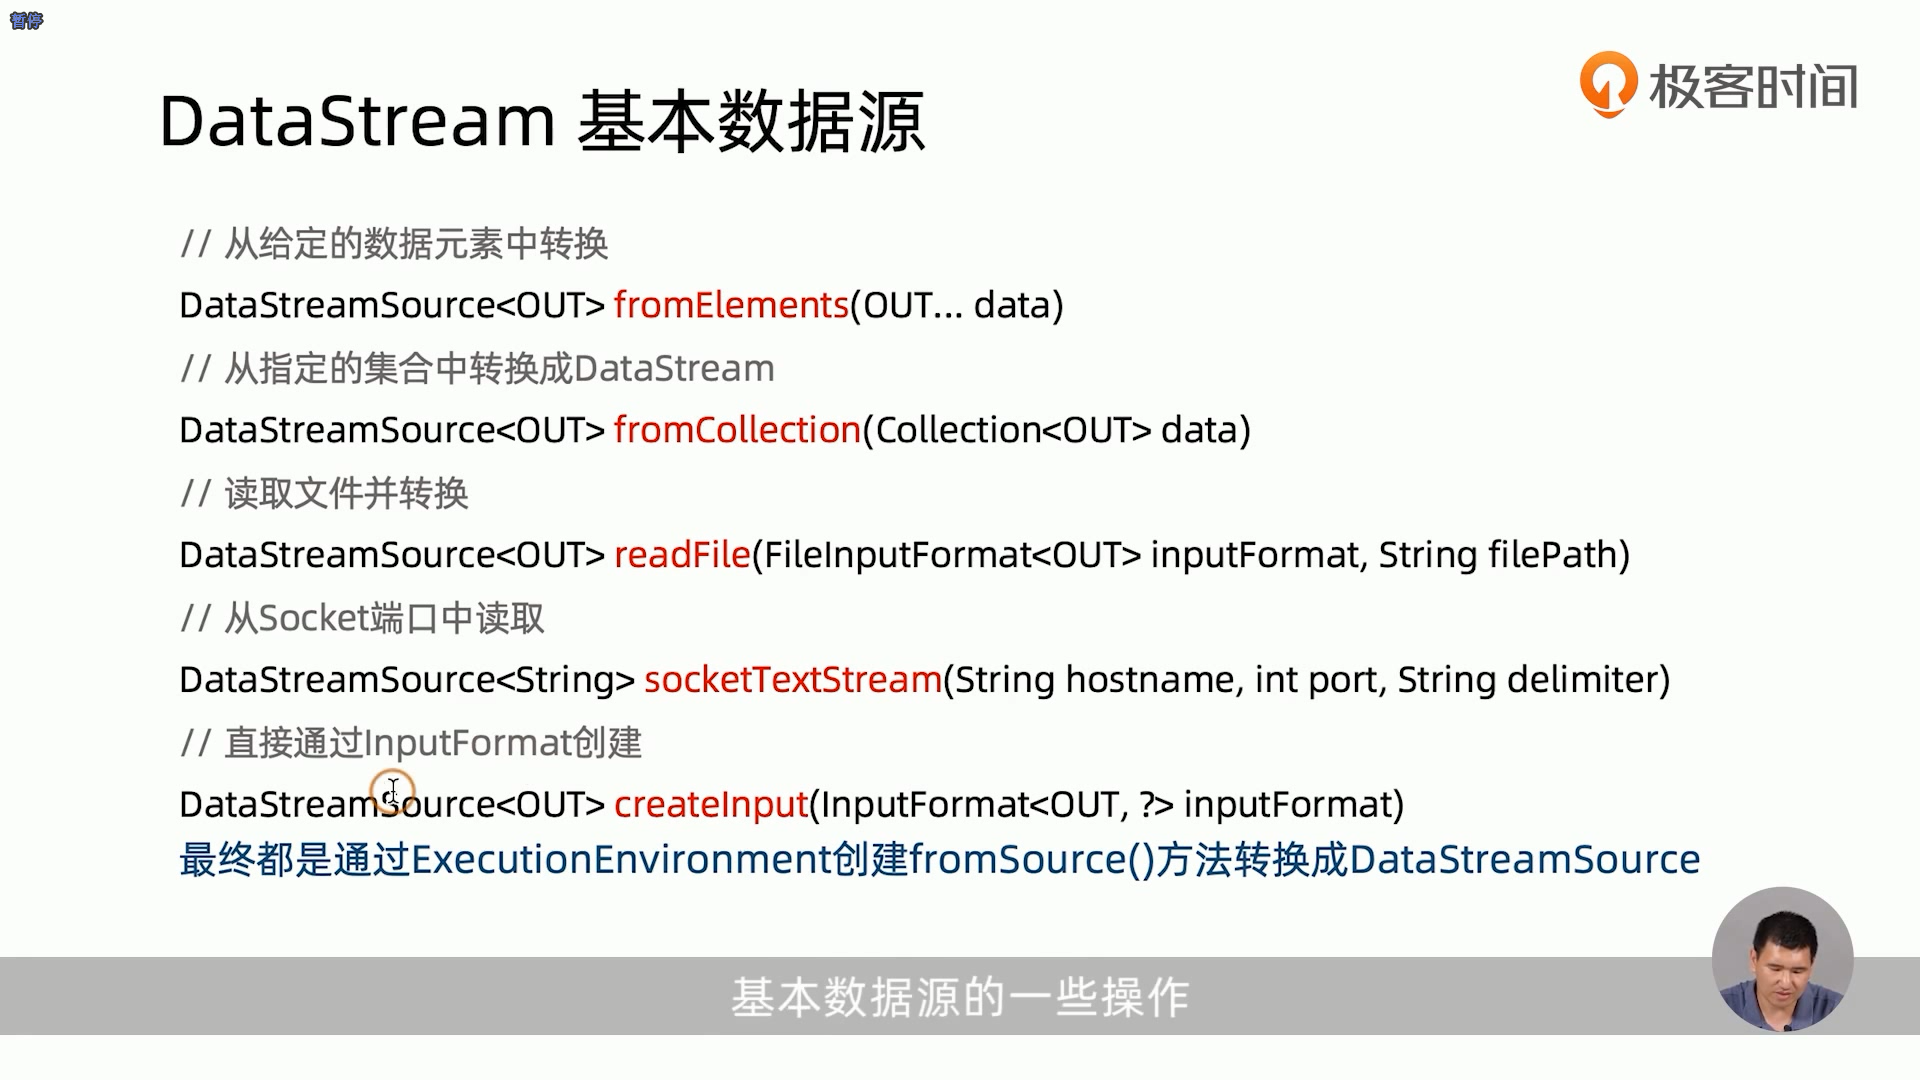 暂停
极客时间
DataStream 基本数据源
// 从给定的数据元素中转换
DataStreamSource<OUT> fromElements(OUT... data)
// 从指定的集合中转换成DataStream
DataStreamSource<OUT> fromCollection(Collection<OUT> data)
// 读取文件并转换
DataStreamSource<OUT> readFile(FileInputFormat<OUT> inputFormat, String filePath)
// 从Socket端口中读取
DataStreamSource<String> socketTextStream(String hostname, int port, String delimiter)
// 直接通过InputFormat创建
DataStreamSource<OUT> createInput(InputFormat<OUT, ?> inputFormat)
最终都是通过ExecutionEnvironment创建fromSource()方法转换成DataStreamSource
基本数据源的一些操作